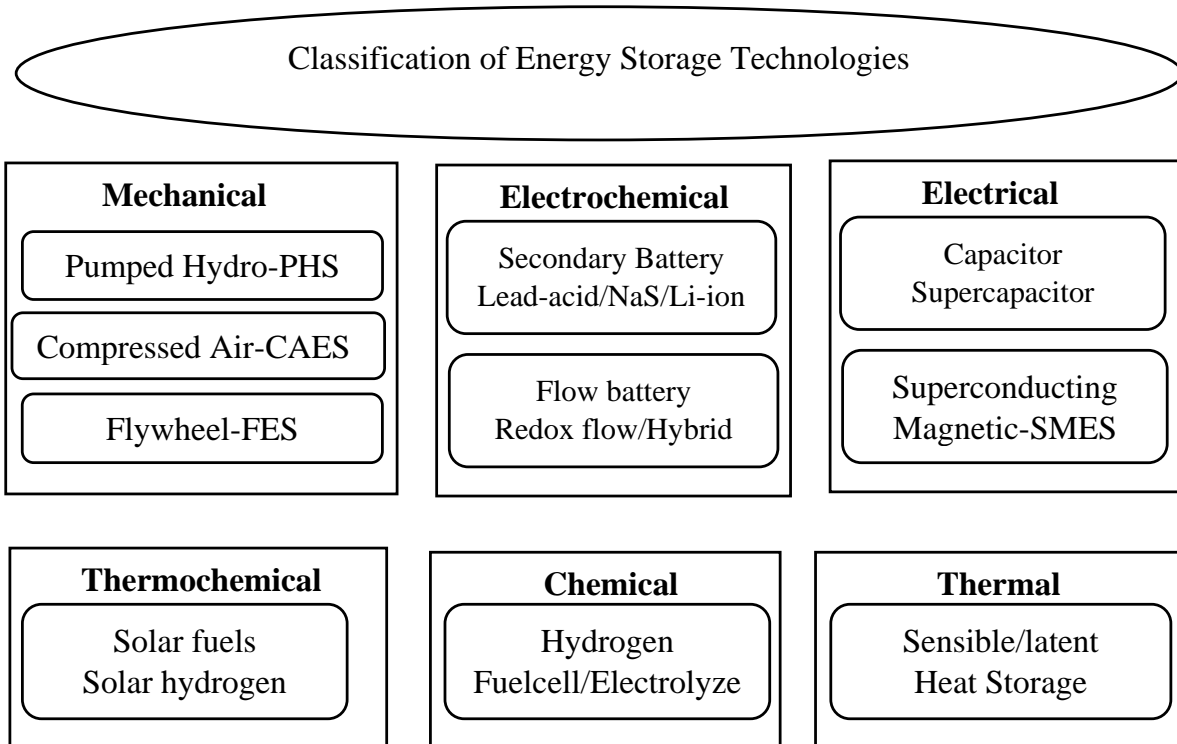 Classification of Energy Storage Technologies
Mechanical
Pumped Hydro-PHS
Compressed Air-CAES
Flywheel-FES
Electrochemical
Secondary Battery
Lead-acid/NaS/Li-ion
Flow battery
Redox flow/Hybrid
Electrical
Capacitor
Supercapacitor
Superconducting
Magnetic-SMES
Thermochemical
Solar fuels
Solar hydrogen
Chemical
Hydrogen
Fuelcell/Electrolyze
Thermal
Sensible/latent
Heat Storage